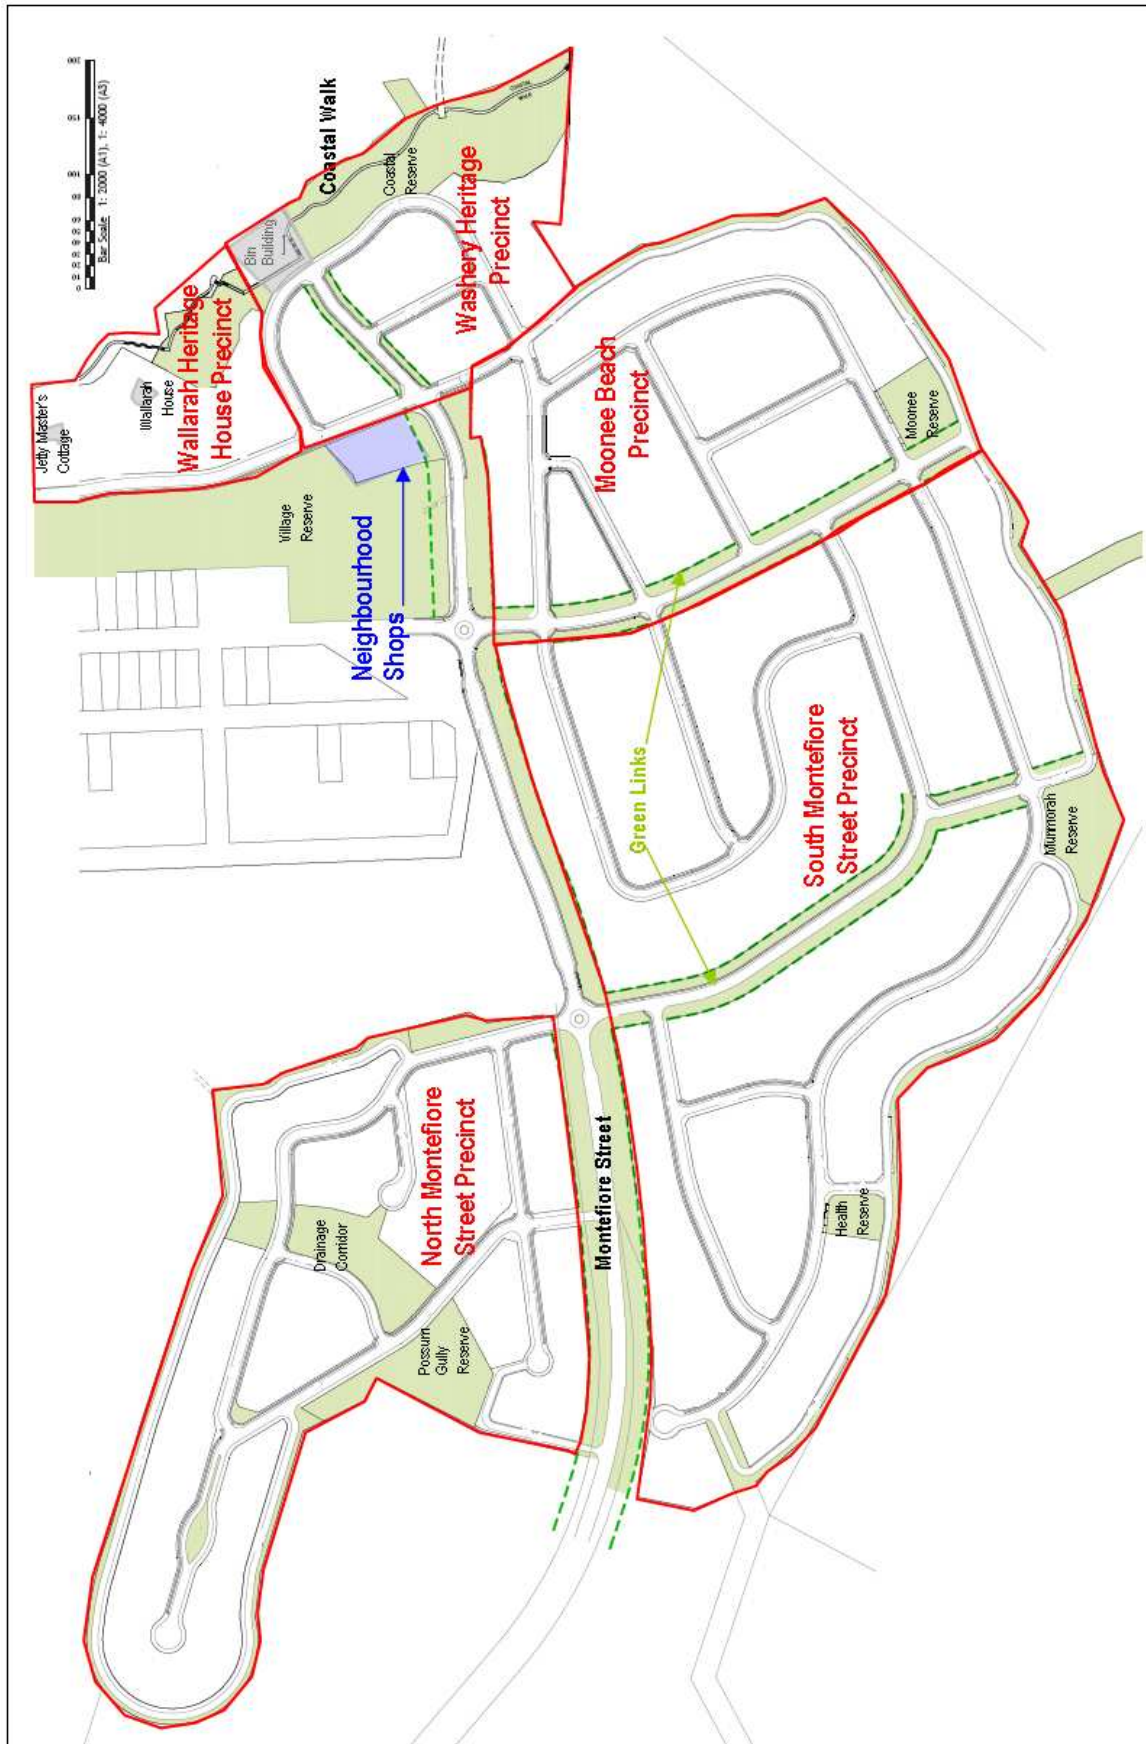 Bar Scale 1: 2000 (A1), 1: 4000 (A3)
Jetty Master's
Cottage
Wallarah
House
Wallarah Heritage
House Precinct
Bin
Building
Coastal Walk
Coastal
Reserve
Washery Heritage
Precinct
Village
Reserve
Neighbourhood
Shops
Moonee Beach
Precinct
Moonee
Reserve
Green Links
South Montefiore
Street Precinct
Munmorah
Reserve
North Montefiore
Street Precinct
Montefiore Street
Drainage
Corridor
Possum
Gully
Reserve
Health
Reserve